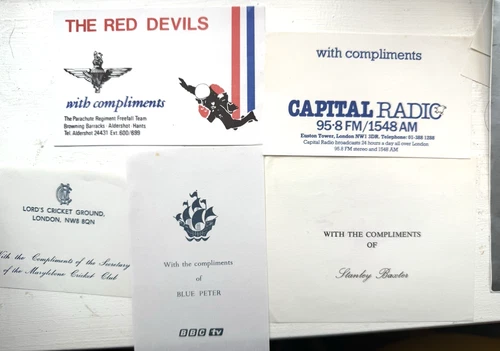 THE RED DEVILS
with compliments
The Parachute Regiment Freefall Team
Browning Barracks Aldershot Hants
Tel. Aldershot 24431 Ext. 600/699
with compliments
CAPITAL RADIO
95·8 FM/1548 AM
Euston Tower, London NW1 3DR. Telephone: 01-388 1288
Capital Radio broadcasts 24 hours a day all over London
95.8 FM stereo and 1548 AM
LORD'S CRICKET GROUND,
LONDON, NW8 8QN
With the Compliments of the Secretary
of the Marylebone Cricket Club
With the compliments
of
BLUE PETER
BBC tv
WITH THE COMPLIMENTS
OF
Stanley Baxter